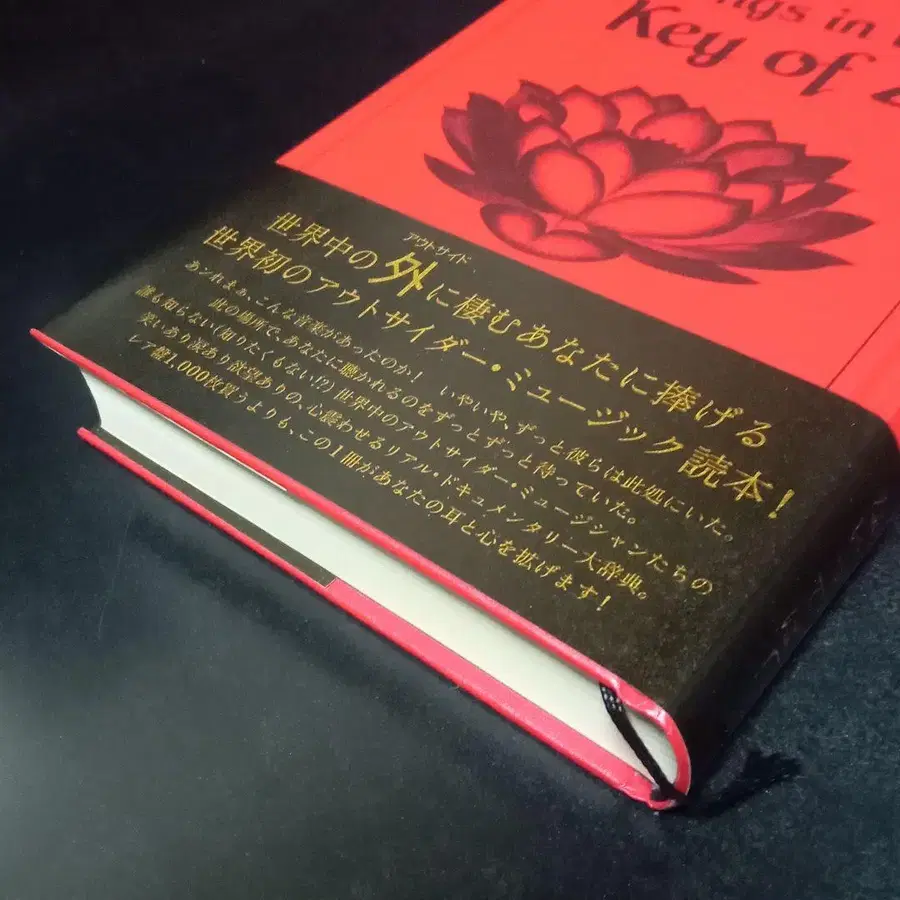 in
Key of
世界中の外に棲むあなたに捧げる
アウトサイド
世界初のアウトサイダー・ミュージック読本!
あンれまぁ、こんな音楽があったのか! いやいや、ずっと彼らは此処にいた。
此の場所で、あなたに聴かれるのをずっとずっと待っていた。
誰も知らない(知りたくもない!?)世界中のアウトサイダー・ミュージシャンたちの
笑いあり涙あり欲望ありの、心襲わせるリアル・ドキュメンタリー大辞典。
レア盤1,000枚買うよりも、この1冊があなたの耳と心を拡げます!